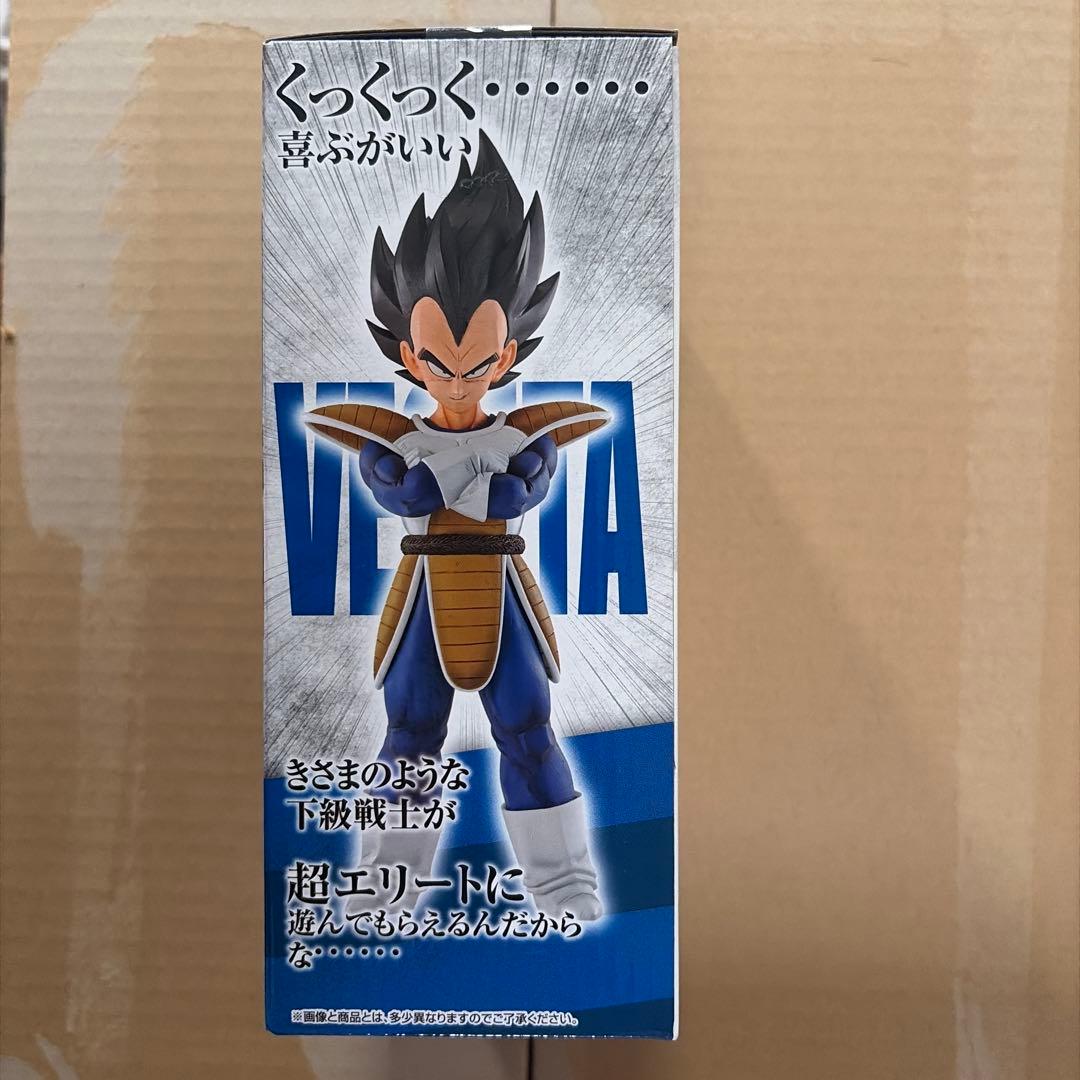 くっくっく・・・・・・
喜ぶがいい
VEGETA
きさまのような
下級戦士が
超エリートに
遊んでもらえるんだから
な・・・・・・
※画像と商品とは、多少異なりますのでご了承ください。